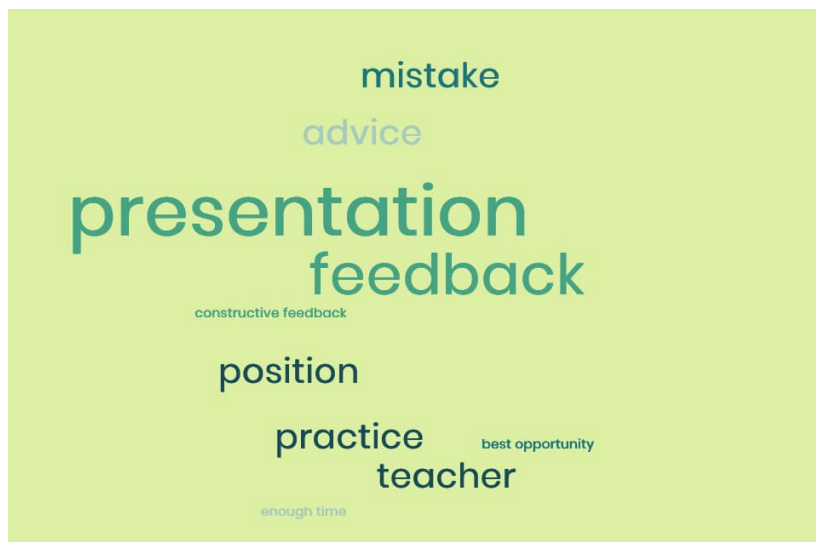 mistake
advice
presentation
feedback
constructive feedback
position
practice
best opportunity
teacher
enough time